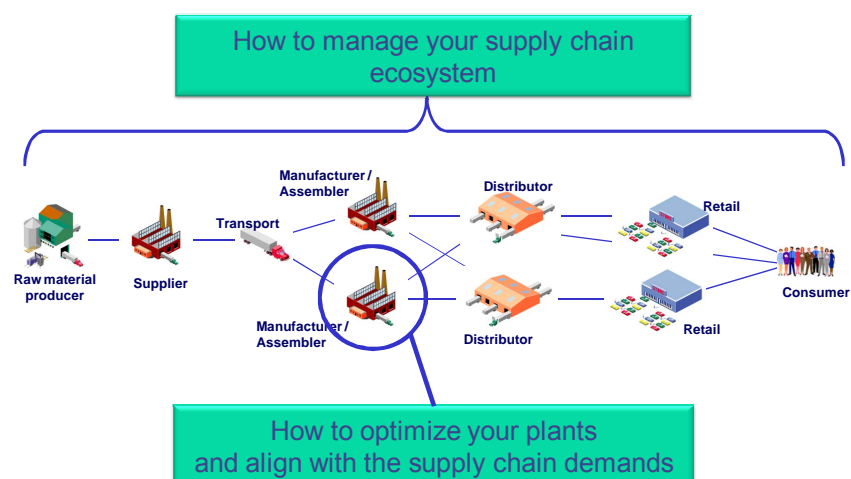 How to manage your supply chain
ecosystem
Manufacturer /
Assembler
Distributor
Retail
Transport
Raw material
producer
Supplier
Consumer
Manufacturer /
Assembler
Distributor
Retail
How to optimize your plants
and align with the supply chain demands